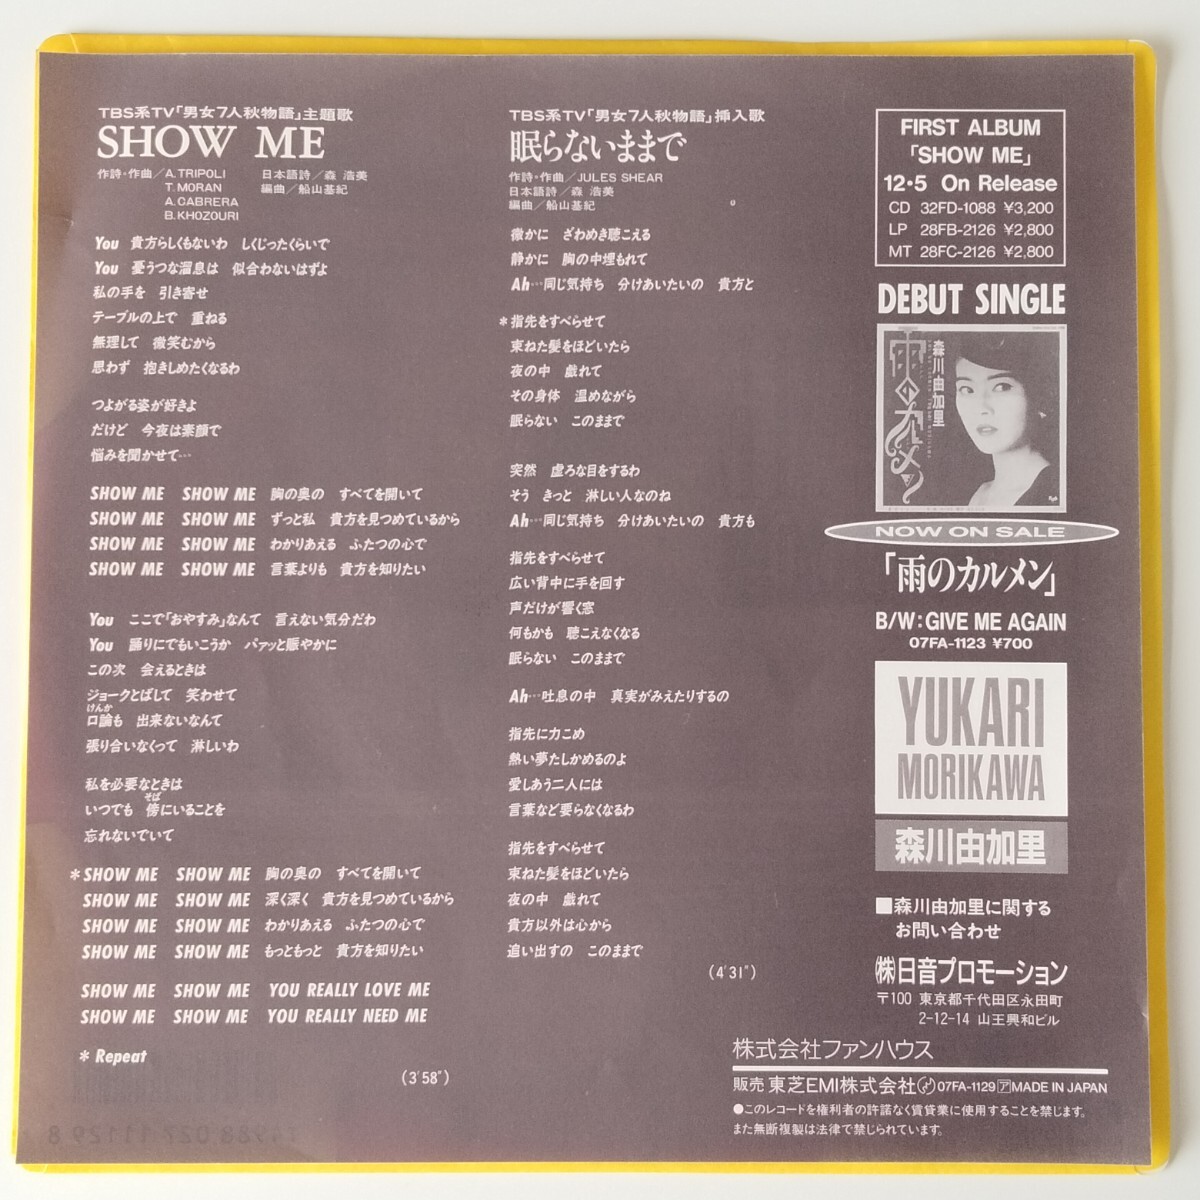 TBS系TV「男女7人秋物語」主題歌
SHOW ME
作詩・作曲／A.TRIPOLI
T.MORAN
A.CABRERA
B.KHOZOURI
日本語詩／森 浩美
編曲／船山基紀
You 貴方らしくもないわ しくじったくらいで
You 憂うつな溜息は 似合わないはずよ
私の手を 引き寄せ
テーブルの上で 重ねる
無理して 微笑むから
思わず 抱きしめたくなるわ
つよがる姿が好きよ
だけど 今夜は素顔で
悩みを聞かせて…
SHOW ME SHOW ME 胸の奥の すべてを開いて
SHOW ME SHOW ME ずっと私 貴方を見つめているから
SHOW ME SHOW ME わかりあえる ふたつの心で
SHOW ME SHOW ME 言葉よりも 貴方を知りたい
You ここで「おやすみ」なんて 言えない気分だわ
You 踊りにでもいこうか パァッと賑やかに
この次 会えるときは
ジョークとばして 笑わせて
けんか
口論も 出来ないなんて
張り合いなくって 淋しいわ
私を必要なときは
そば
いつでも 傍にいることを
忘れないでいて
*SHOW ME SHOW ME 胸の奥の すべてを開いて
SHOW ME SHOW ME 深く深く 貴方を見つめているから
SHOW ME SHOW ME わかりあえる ふたつの心で
SHOW ME SHOW ME もっともっと 貴方を知りたい
SHOW ME SHOW ME YOU REALLY LOVE ME
SHOW ME SHOW ME YOU REALLY NEED ME
* Repeat
(3'58")
TBS系TV「男女7人秋物語」挿入歌
眠らないままで
作詩・作曲／JULES SHEAR
日本語詩／森 浩美
編曲／船山基紀
微かに ざわめき聴こえる
静かに 胸の中埋もれて
Ah…同じ気持ち 分けあいたいの 貴方と
*指先をすべらせて
束ねた髪をほどいたら
夜の中 戯れて
その身体 温めながら
眠らない このままで
突然 虚ろな目をするわ
そう きっと 淋しい人なのね
Ah…同じ気持ち 分けあいたいの 貴方も
指先をすべらせて
広い背中に手を回す
声だけが響く窓
何もかも 聴こえなくなる
眠らない このままで
Ah…吐息の中 真実がみえたりするの
指先に力こめ
熱い夢たしかめるのよ
愛しあう二人には
言葉など要らなくなるわ
指先をすべらせて
束ねた髪をほどいたら
夜の中 戯れて
貴方以外は心から
追い出すの このままで
(4'31")
FIRST ALBUM
「SHOW ME」
12・5 On Release
CD 32FD-1088 ¥3,200
LP 28FB-2126 ¥2,800
MT 28FC-2126 ¥2,800
DEBUT SINGLE
雨のカルメン
森川由加里
NOW ON SALE
「雨のカルメン」
B/W:GIVE ME AGAIN
07FA-1123 ¥700
YUKARI
MORIKAWA
森川由加里
■森川由加里に関する
お問い合わせ
㈱日音プロモーション
〒100 東京都千代田区永田町
2-12-14 山王興和ビル
株式会社ファンハウス
販売 東芝EMI株式会社 07FA-1129 ア MADE IN JAPAN
●このレコードを権利者の許諾なく賃貸業に使用することを禁じます。
また無断複製は法律で禁じられています。